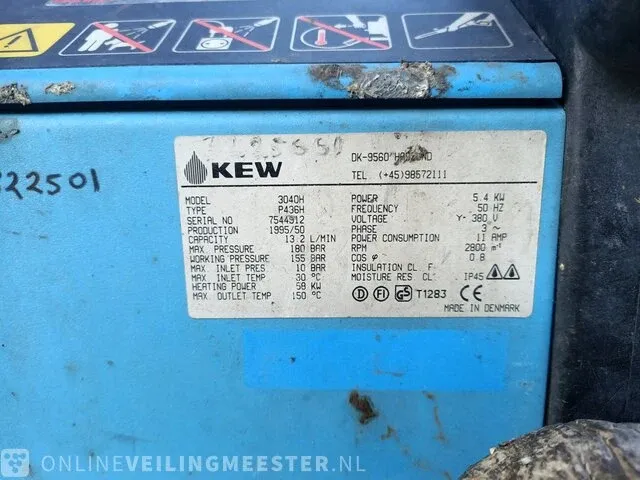 22501
KEW
DK-9560 HADSUND
TEL (+45)98572111
MODEL 3040H
TYPE P436H
SERIAL NO 7544912
PRODUCTION 1995/50
CAPACITY 13.2 L/MIN
MAX. PRESSURE 180 BAR
WORKING PRESSURE 155 BAR
MAX INLET PRES 10 BAR
MAX INLET TEMP 30 °C
HEATING POWER 58 KW
MAX OUTLET TEMP 150 °C
POWER 5.4 KW
FREQUENCY 50 HZ
VOLTAGE Y- 380 V
PHASE 3 ~
POWER CONSUMPTION 11 AMP
RPM 2800 m⁻¹
COS φ 0.8
INSULATION CL F
MOISTURE RES CL IP45
D FI GS T1283 CE
MADE IN DENMARK
ONLINEVEILINGMEESTER.NL